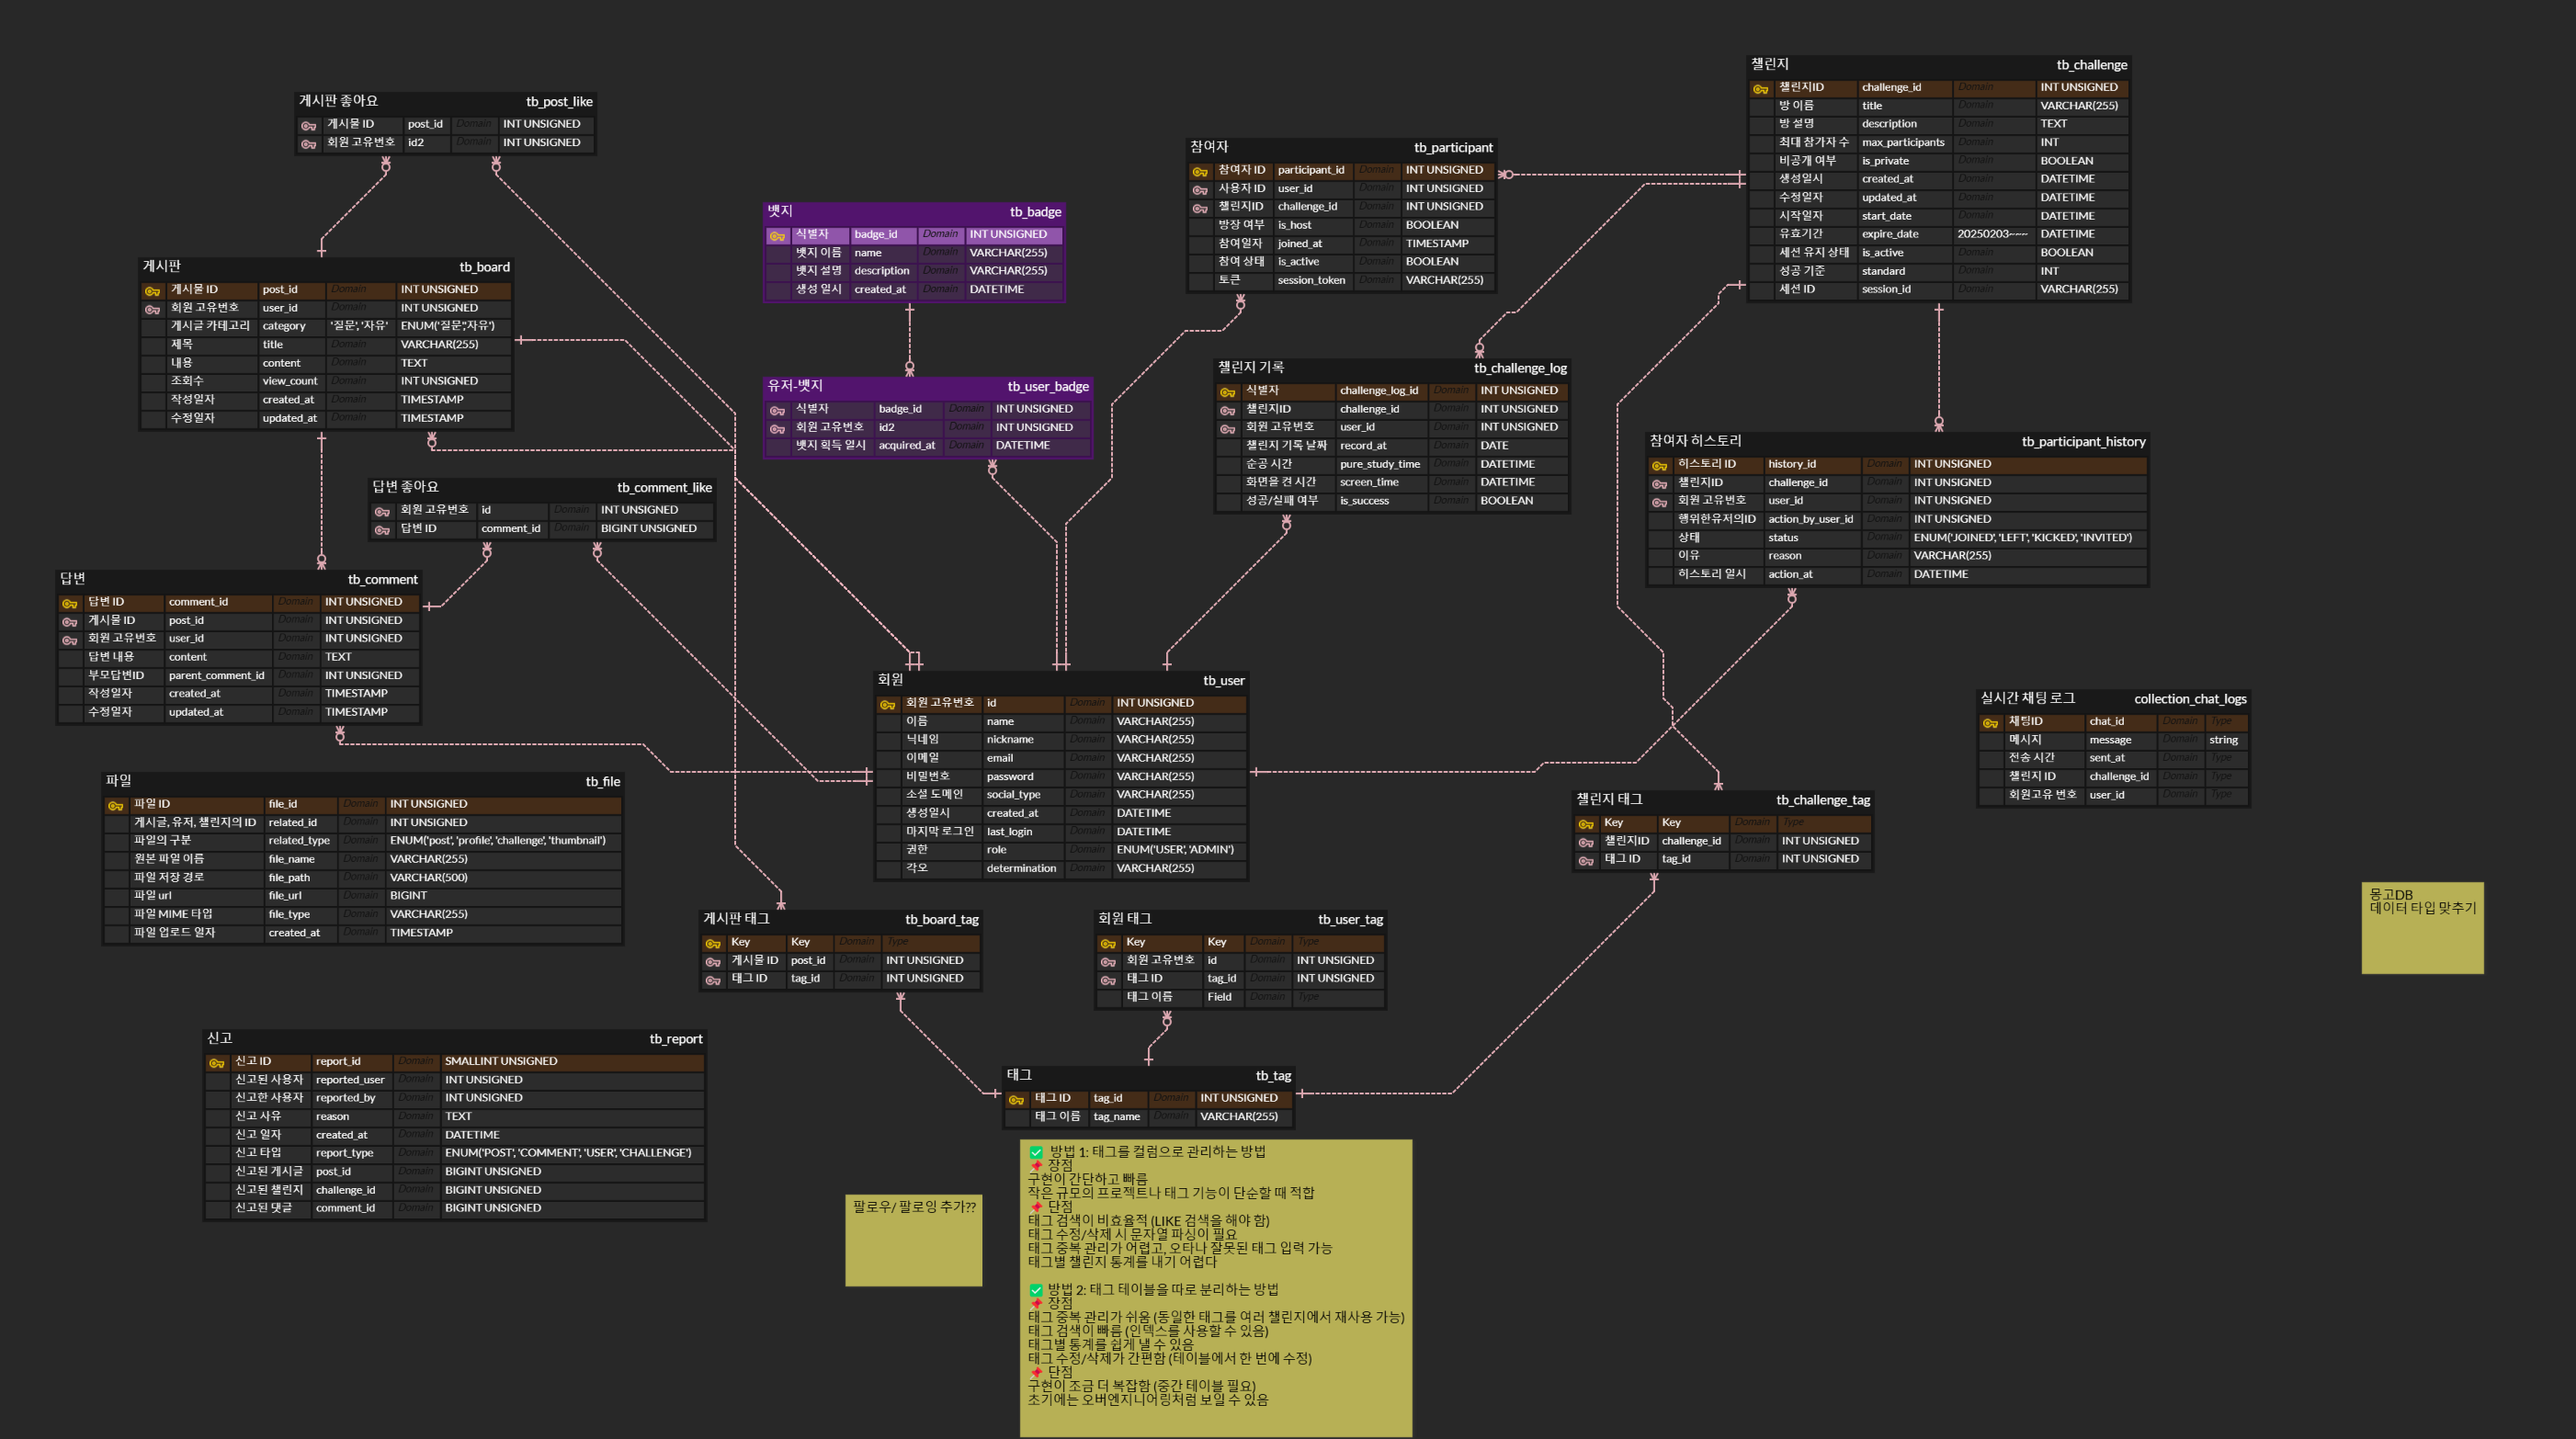 게시판 좋아요 tb_post_like
게시물 ID post_id Domain INT UNSIGNED
회원 고유번호 id2 Domain INT UNSIGNED
챌린지 tb_challenge
챌린지ID challenge_id Domain INT UNSIGNED
방 이름 title Domain VARCHAR(255)
방 설명 description Domain TEXT
최대 참가자 수 max_participants Domain INT
비공개 여부 is_private Domain BOOLEAN
생성일시 created_at Domain DATETIME
수정일자 updated_at Domain DATETIME
시작일자 start_date Domain DATETIME
유효기간 expire_date 20250203~~~ DATETIME
세션 유지 상태 is_active Domain BOOLEAN
성공 기준 standard Domain INT
세션 ID session_id Domain VARCHAR(255)
참여자 tb_participant
참여자 ID participant_id Domain INT UNSIGNED
사용자 ID user_id Domain INT UNSIGNED
챌린지ID challenge_id Domain INT UNSIGNED
방장 여부 is_host Domain BOOLEAN
참여일자 joined_at Domain TIMESTAMP
참여 상태 is_active Domain BOOLEAN
토큰 session_token Domain VARCHAR(255)
뱃지 tb_badge
식별자 badge_id Domain INT UNSIGNED
뱃지 이름 name Domain VARCHAR(255)
뱃지 설명 description Domain VARCHAR(255)
생성 일시 created_at Domain DATETIME
게시판 tb_board
게시물 ID post_id Domain INT UNSIGNED
회원 고유번호 user_id Domain INT UNSIGNED
게시글 카테고리 category '질문', '자유' ENUM('질문','자유')
제목 title Domain VARCHAR(255)
내용 content Domain TEXT
조회수 view_count Domain INT UNSIGNED
작성일자 created_at Domain TIMESTAMP
수정일자 updated_at Domain TIMESTAMP
유저-뱃지 tb_user_badge
식별자 badge_id Domain INT UNSIGNED
회원 고유번호 id2 Domain INT UNSIGNED
뱃지 획득 일시 acquired_at Domain DATETIME
챌린지 기록 tb_challenge_log
식별자 challenge_log_id Domain INT UNSIGNED
챌린지ID challenge_id Domain INT UNSIGNED
회원 고유번호 user_id Domain INT UNSIGNED
챌린지 기록 날짜 record_at Domain DATE
순공 시간 pure_study_time Domain DATETIME
화면을 켠 시간 screen_time Domain DATETIME
성공/실패 여부 is_success Domain BOOLEAN
참여자 히스토리 tb_participant_history
히스토리 ID history_id Domain INT UNSIGNED
챌린지ID challenge_id Domain INT UNSIGNED
회원 고유번호 user_id Domain INT UNSIGNED
행위한유저의ID action_by_user_id Domain INT UNSIGNED
상태 status Domain ENUM('JOINED', 'LEFT', 'KICKED', 'INVITED')
이유 reason Domain VARCHAR(255)
히스토리 일시 action_at Domain DATETIME
답변 좋아요 tb_comment_like
회원 고유번호 id Domain INT UNSIGNED
답변 ID comment_id Domain BIGINT UNSIGNED
답변 tb_comment
답변 ID comment_id Domain INT UNSIGNED
게시물 ID post_id Domain INT UNSIGNED
회원 고유번호 user_id Domain INT UNSIGNED
답변 내용 content Domain TEXT
부모답변ID parent_comment_id Domain INT UNSIGNED
작성일자 created_at Domain TIMESTAMP
수정일자 updated_at Domain TIMESTAMP
회원 tb_user
회원 고유번호 id Domain INT UNSIGNED
이름 name Domain VARCHAR(255)
닉네임 nickname Domain VARCHAR(255)
이메일 email Domain VARCHAR(255)
비밀번호 password Domain VARCHAR(255)
소셜 도메인 social_type Domain VARCHAR(255)
생성일시 created_at Domain DATETIME
마지막 로그인 last_login Domain DATETIME
권한 role Domain ENUM('USER', 'ADMIN')
각오 determination Domain VARCHAR(255)
실시간 채팅 로그 collection_chat_logs
채팅ID chat_id Domain Type
메시지 message Domain string
전송 시간 sent_at Domain Type
챌린지 ID challenge_id Domain Type
회원고유 번호 user_id Domain Type
파일 tb_file
파일 ID file_id Domain INT UNSIGNED
게시글, 유저, 챌린지의 ID related_id Domain INT UNSIGNED
파일의 구분 related_type Domain ENUM('post', 'profile', 'challenge', 'thumbnail')
원본 파일 이름 file_name Domain VARCHAR(255)
파일 저장 경로 file_path Domain VARCHAR(500)
파일 url file_url Domain BIGINT
파일 MIME 타입 file_type Domain VARCHAR(255)
파일 업로드 일자 created_at Domain TIMESTAMP
챌린지 태그 tb_challenge_tag
Key Key Domain Type
챌린지ID challenge_id Domain INT UNSIGNED
태그 ID tag_id Domain INT UNSIGNED
몽고DB
데이터 타입 맞추기
게시판 태그 tb_board_tag
Key Key Domain Type
게시물 ID post_id Domain INT UNSIGNED
태그 ID tag_id Domain INT UNSIGNED
회원 태그 tb_user_tag
Key Key Domain Type
회원 고유번호 id Domain INT UNSIGNED
태그 ID tag_id Domain INT UNSIGNED
태그 이름 Field Domain Type
신고 tb_report
신고 ID report_id Domain SMALLINT UNSIGNED
신고된 사용자 reported_user Domain INT UNSIGNED
신고한 사용자 reported_by Domain INT UNSIGNED
신고 사유 reason Domain TEXT
신고 일자 created_at Domain DATETIME
신고 타입 report_type Domain ENUM('POST', 'COMMENT', 'USER', 'CHALLENGE')
신고된 게시글 post_id Domain BIGINT UNSIGNED
신고된 챌린지 challenge_id Domain BIGINT UNSIGNED
신고된 댓글 comment_id Domain BIGINT UNSIGNED
태그 tb_tag
태그 ID tag_id Domain INT UNSIGNED
태그 이름 tag_name Domain VARCHAR(255)
팔로우/ 팔로잉 추가??
✅ 방법 1: 태그를 컬럼으로 관리하는 방법
📌 장점
구현이 간단하고 빠름
작은 규모의 프로젝트나 태그 기능이 단순할 때 적합
📌 단점
태그 검색이 비효율적 (LIKE 검색을 해야 함)
태그 수정/삭제 시 문자열 파싱이 필요
태그 중복 관리가 어렵고, 오타나 잘못된 태그 입력 가능
태그별 챌린지 통계를 내기 어렵다
✅ 방법 2: 태그 테이블을 따로 분리하는 방법
📌 장점
태그 중복 관리가 쉬움 (동일한 태그를 여러 챌린지에서 재사용 가능)
태그 검색이 빠름 (인덱스를 사용할 수 있음)
태그별 통계를 쉽게 낼 수 있음
태그 수정/삭제가 간편함 (테이블에서 한 번에 수정)
📌 단점
구현이 조금 더 복잡함 (중간 테이블 필요)
초기에는 오버엔지니어링처럼 보일 수 있음